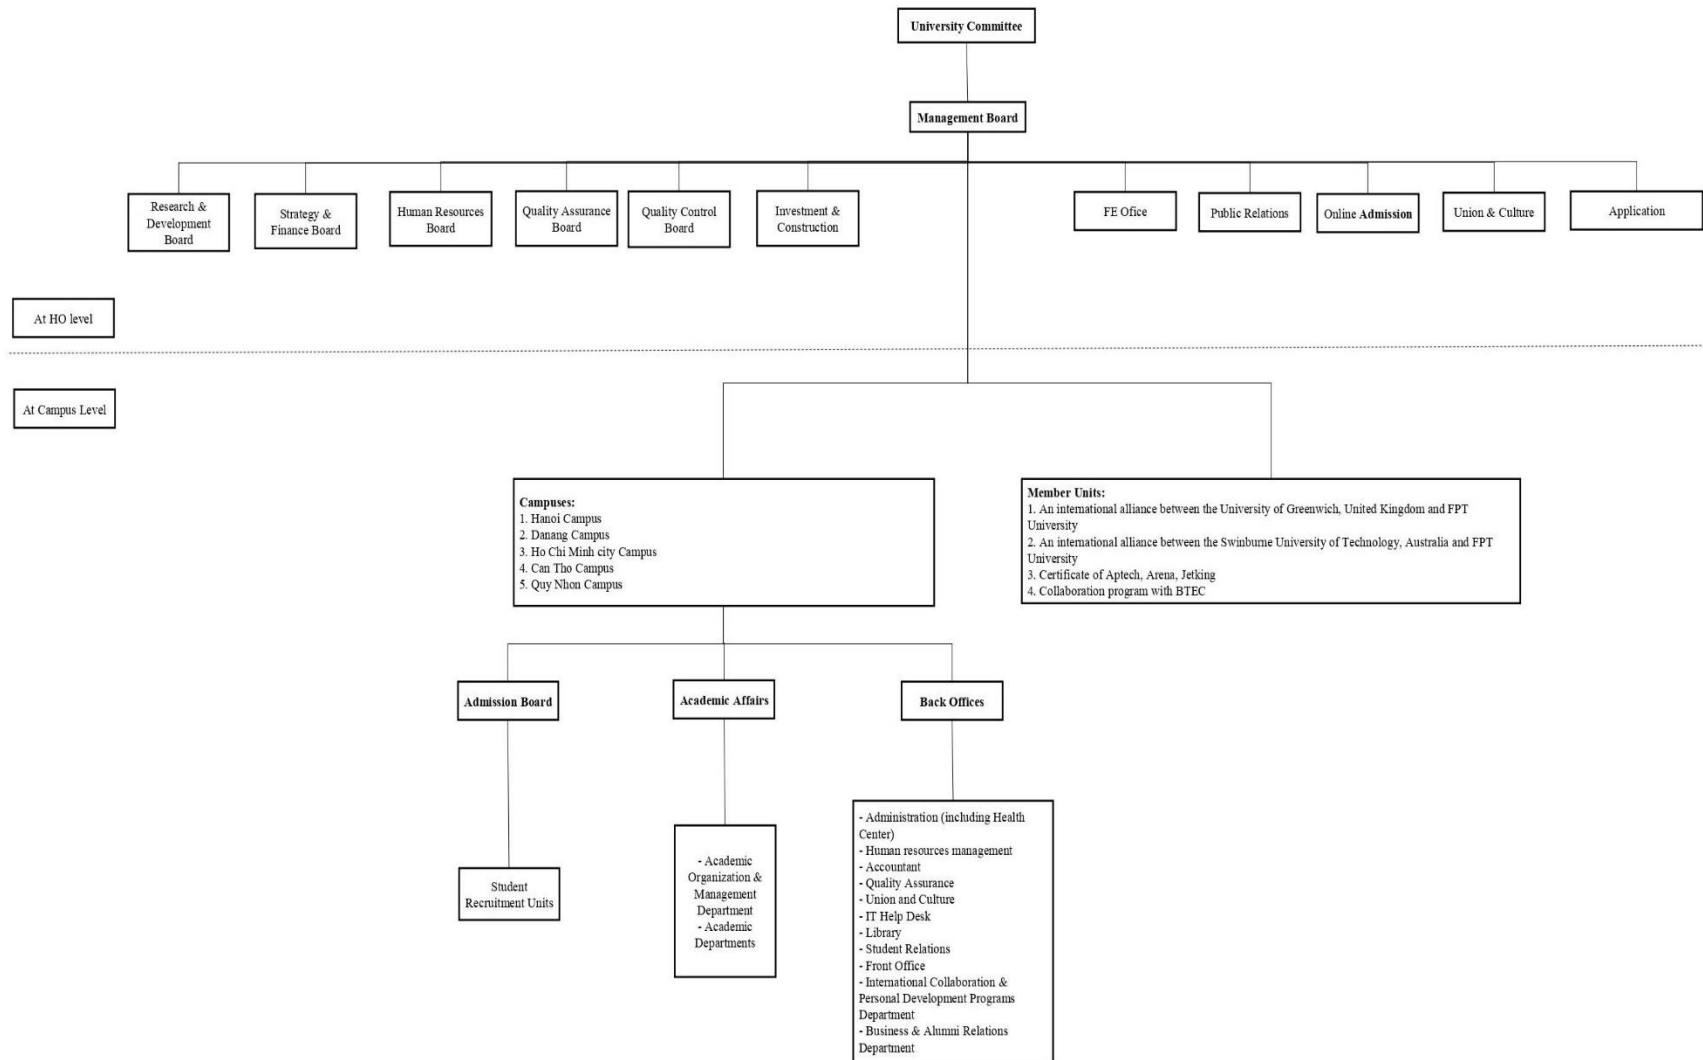 University Committee
Management Board
Research &
Development
Board
Strategy &
Finance Board
Human Resources
Board
Quality Assurance
Board
Quality Control
Board
Investment &
Construction
FE Ofice
Public Relations
Online Admission
Union & Culture
Application
At HO level
At Campus Level
Campuses:
1. Hanoi Campus
2. Danang Campus
3. Ho Chi Minh city Campus
4. Can Tho Campus
5. Quy Nhon Campus
Member Units:
1. An international alliance between the University of Greenwich, United Kingdom and FPT
University
2. An international alliance between the Swinburne University of Technology, Australia and FPT
University
3. Certificate of Aptech, Arena, Jetking
4. Collaboration program with BTEC
Admission Board
Academic Affairs
Back Offices
Student
Recruitment Units
- Academic
Organization &
Management
Department
- Academic
Departments
- Administration (including Health
Center)
- Human resources management
- Accountant
- Quality Assurance
- Union and Culture
- IT Help Desk
- Library
- Student Relations
- Front Office
- International Collaboration &
Personal Development Programs
Department
- Business & Alumni Relations
Department